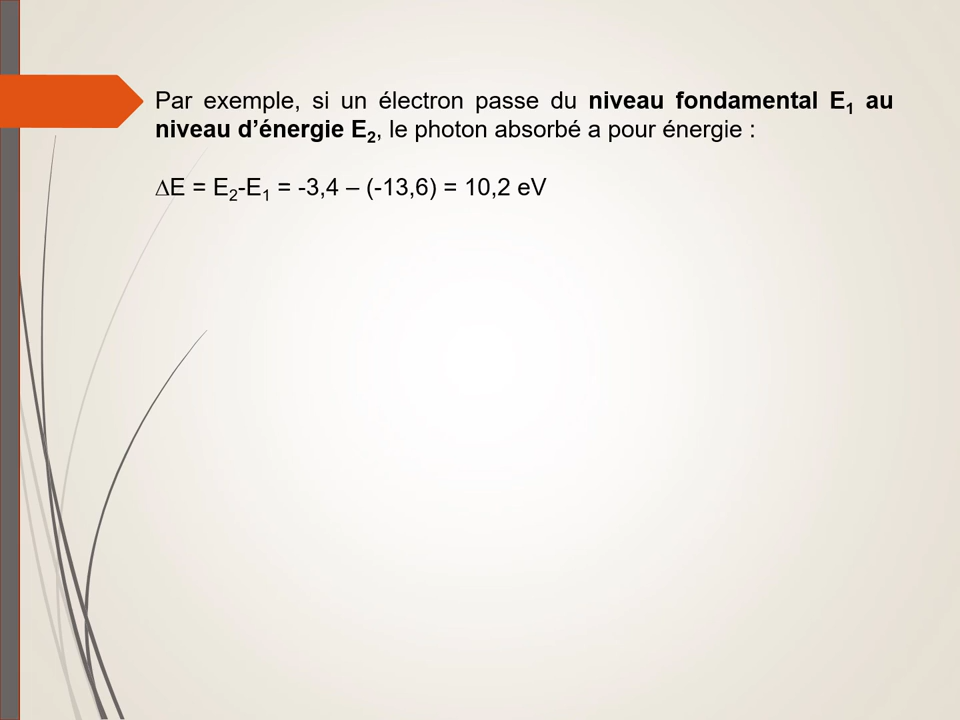 Par exemple, si un électron passe du niveau fondamental E₁ au
niveau d’énergie E₂, le photon absorbé a pour énergie :
∆E = E₂-E₁ = -3,4 – (-13,6) = 10,2 eV